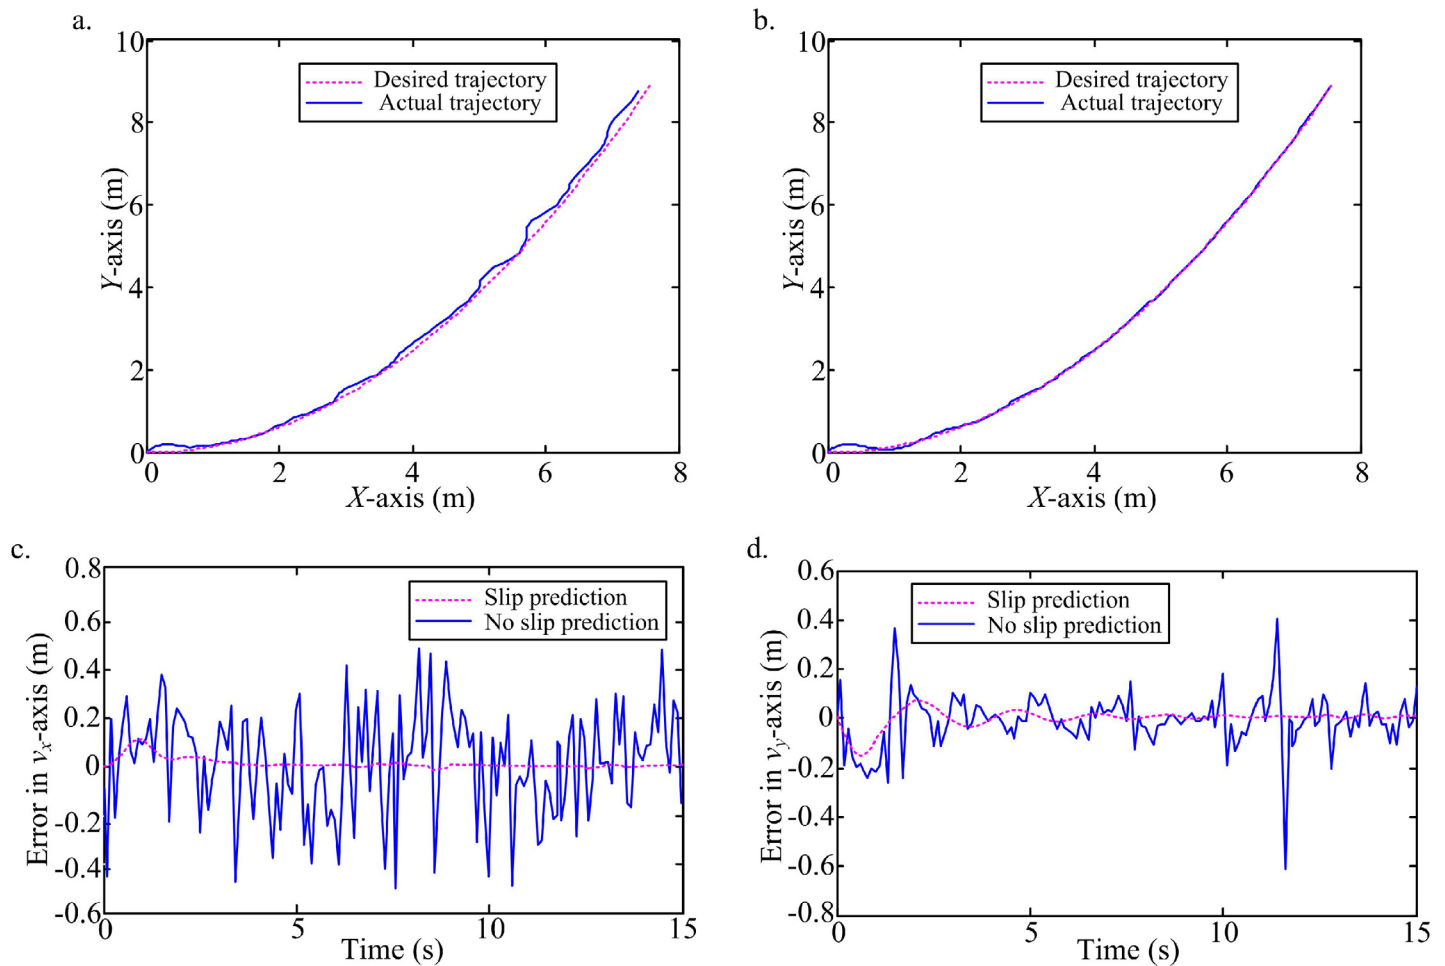 a.
10
8
6
4
2
0
Y-axis (m)
Desired trajectory
Actual trajectory
0
2
4
6
8
X-axis (m)
b.
10
8
6
4
2
0
Y-axis (m)
Desired trajectory
Actual trajectory
0
2
4
6
8
X-axis (m)
c.
0.8
0.6
0.4
0.2
0
-0.2
-0.4
-0.6
Error in vx-axis (m)
Slip prediction
No slip prediction
0
5
10
15
Time (s)
d.
0.6
0.4
0.2
0
-0.2
-0.4
-0.6
-0.8
Error in vy-axis (m)
Slip prediction
No slip prediction
0
5
10
15
Time (s)